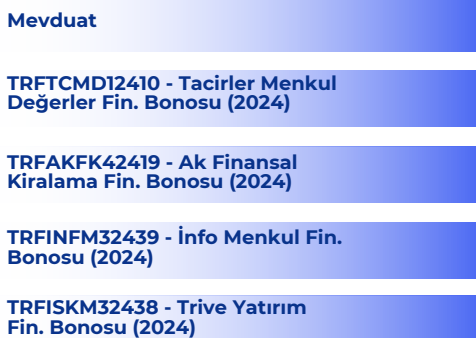 Mevduat
TRFTCMD12410 - Tacirler Menkul
Değerler Fin. Bonosu (2024)
TRFAKFK42419 - Ak Finansal
Kiralama Fin. Bonosu (2024)
TRFINFM32439 - İnfo Menkul Fin.
Bonosu (2024)
TRFISKM32438 - Trive Yatırım
Fin. Bonosu (2024)